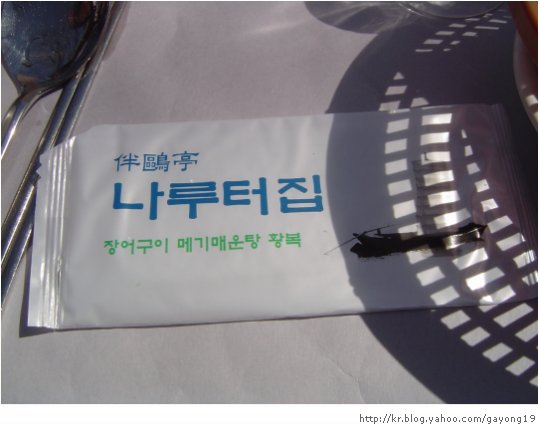 伴鷗亭
나루터집
장어구이 메기매운탕 황복
http://kr.blog.yahoo.com/gayong19